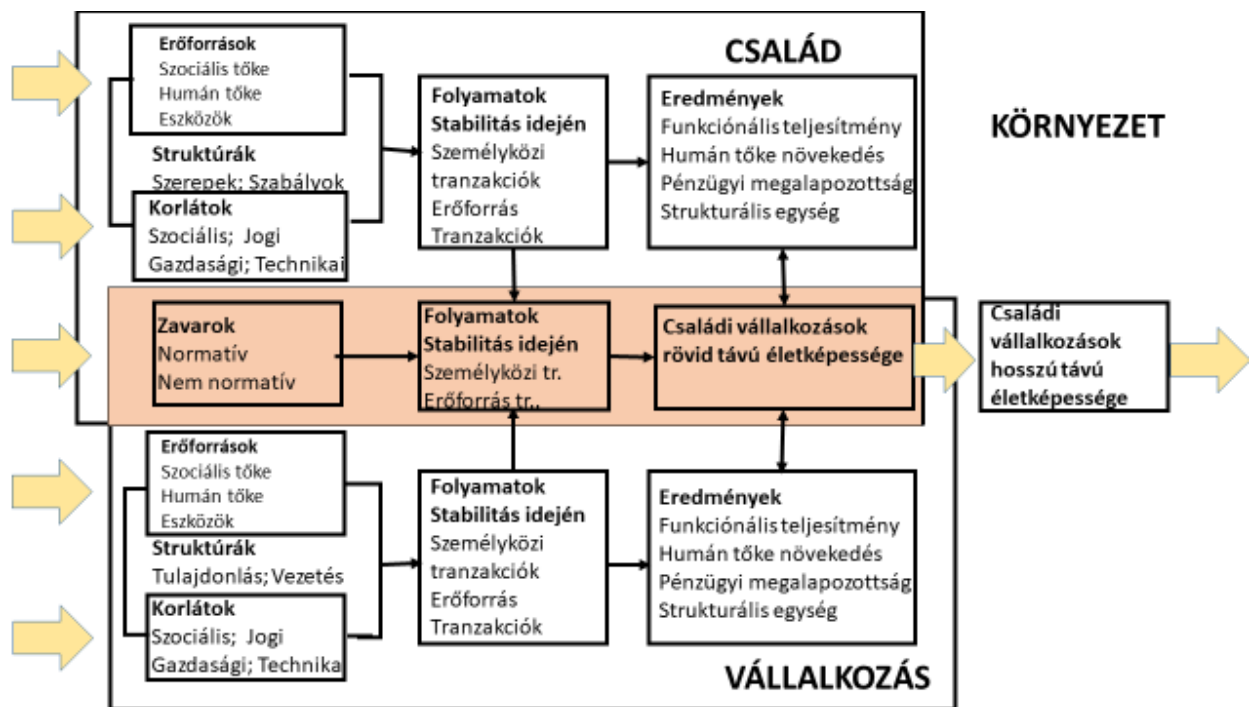 CSALÁD
Erőforrások
Szociális tőke
Humán tőke
Eszközök
Struktúrák
Szerepek; Szabályok
Korlátok
Szociális; Jogi
Gazdasági; Technikai
Folyamatok
Stabilitás idején
Személyközi
tranzakciók
Erőforrás
Tranzakciók
Eredmények
Funkciónális teljesítmény
Humán tőke növekedés
Pénzügyi megalapozottság
Strukturális egység
KÖRNYEZET
Zavarok
Normatív
Nem normatív
Folyamatok
Stabilitás idején
Személyközi tr.
Erőforrás tr..
Családi vállalkozások
rövid távú életképessége
Családi
vállalkozások
hosszú távú
életképessége
Erőforrások
Szociális tőke
Humán tőke
Eszközök
Struktúrák
Tulajdonlás; Vezetés
Korlátok
Szociális; Jogi
Gazdasági; Technika
Folyamatok
Stabilitás idején
Személyközi
tranzakciók
Erőforrás
Tranzakciók
Eredmények
Funkciónális teljesítmény
Humán tőke növekedés
Pénzügyi megalapozottság
Strukturális egység
VÁLLALKOZÁS